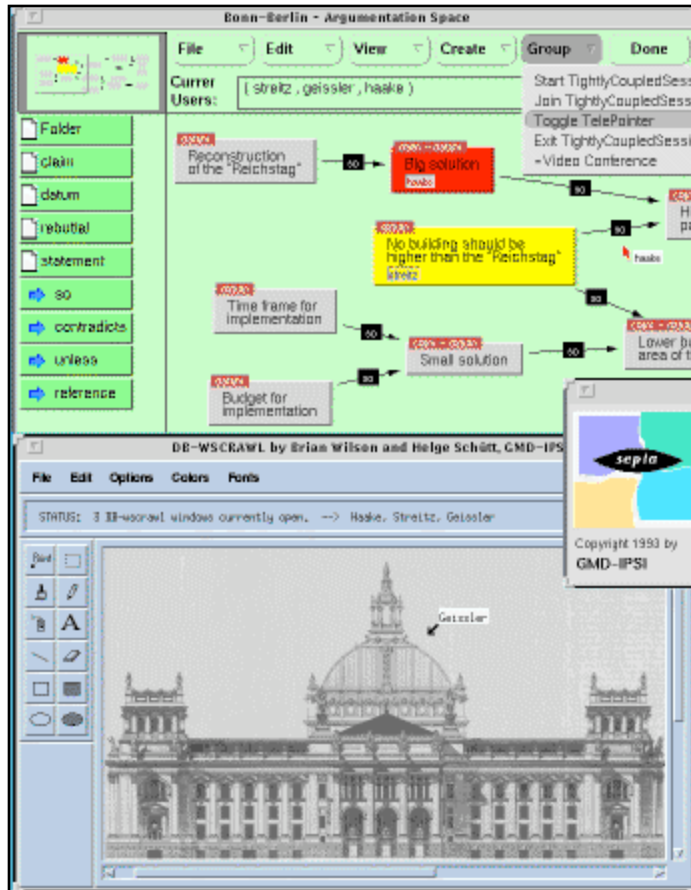 Bonn-Berlin - Argumentation Space
File Edit View Create Group Done
Currer
Users:
( streitz , geissler , haake )
Start TightlyCoupledSess
Join TightlyCoupledSess
Toggle TelePointer
Exit TightlyCoupledSessi
Video Conference
Folder
claim
datum
rebuttal
statement
so
contradicts
unless
reference
Reconstruction
of the "Reichstag"
so
Big solution
haake
so
H
pa
No building should be
higher than the "Reichstag"
streitz
so
haake
so
Time frame for
implementation
so
Small solution
so
Lower bu
area of t
Budget for
implementation
so
DB-WSCRAWL by Brian Wilson and Helge Schütt, GMD-IPS
File Edit Options Colors Fonts
STATUS: 3 DB-wscrawl windows currently open. --> Haake, Streitz, Geissler
A
Geissler
sepia
Copyright 1993 by
GMD-IPSI